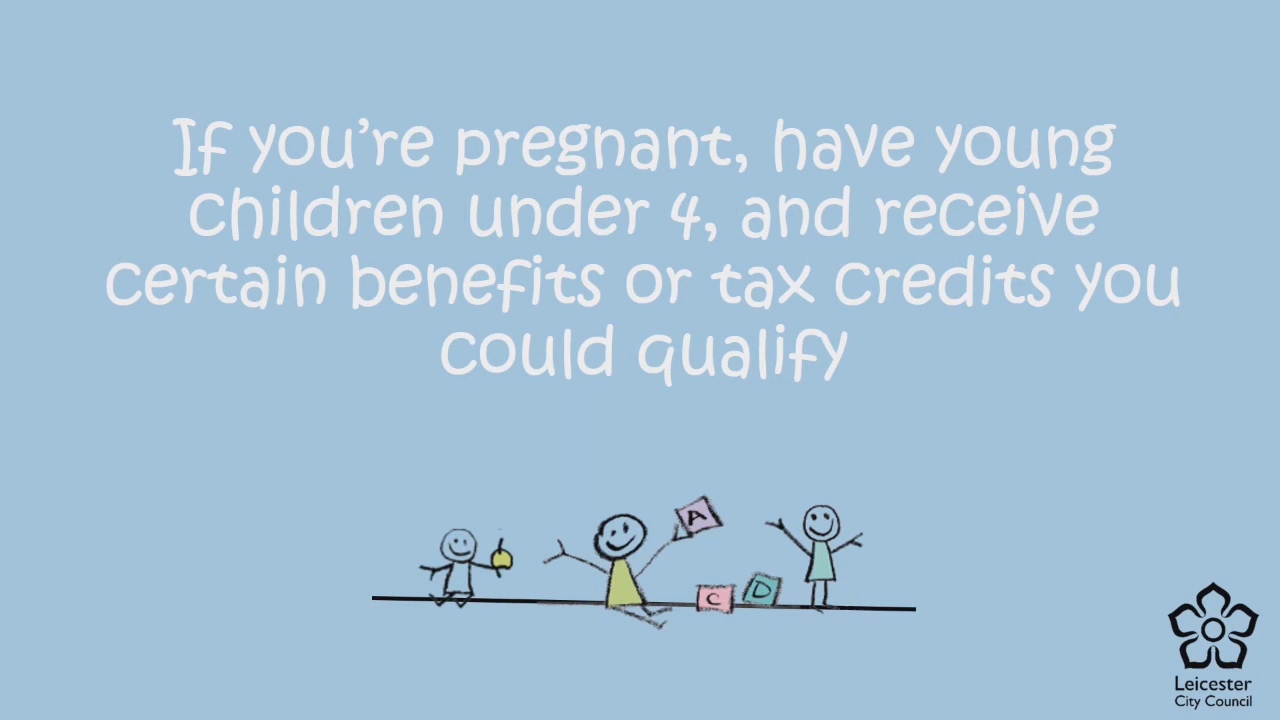 If you're pregnant, have young
children under 4, and receive
certain benefits or tax credits you
could qualify
A
C
D
Leicester
City Council